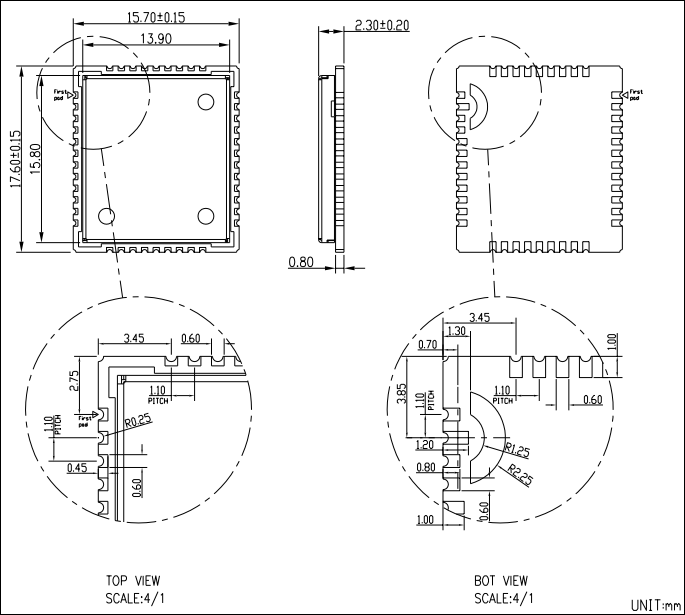 15.70±0.15
13.90
2.30±0.20
First
pad
17.60±0.15
15.80
First
pad
0.80
3.45
0.60
2.75
1.10
PITCH
First
pad
R0.25
1.10
PITCH
0.45
0.60
3.45
1.30
0.70
1.00
3.85
1.10
PITCH
1.10
PITCH
0.60
1.20
R1.25
0.80
R2.25
0.60
1.00
TOP VIEW
SCALE:4/1
BOT VIEW
SCALE:4/1
UNIT:mm